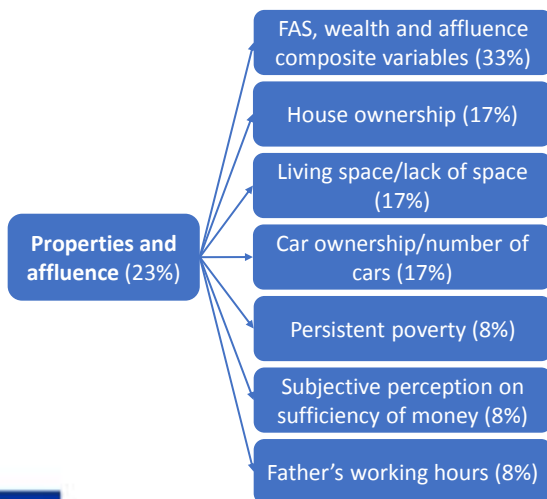 FAS, wealth and affluence
composite variables (33%)
House ownership (17%)
Living space/lack of space
(17%)
Properties and
affluence (23%)
Car ownership/number of
cars (17%)
Persistent poverty (8%)
Subjective perception on
sufficiency of money (8%)
Father's working hours (8%)